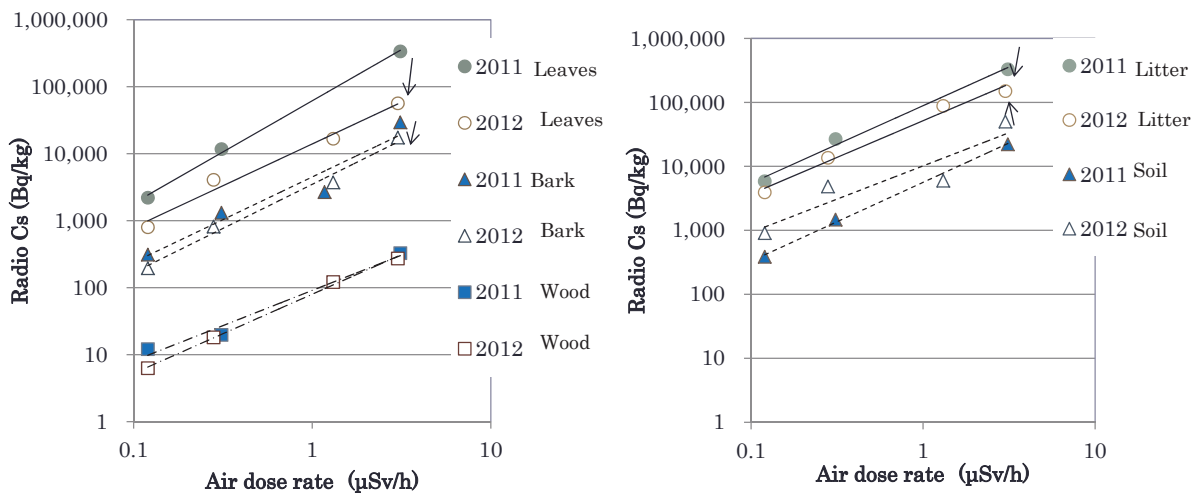 1,000,000
100,000
10,000
1,000
100
10
1
Radio Cs (Bq/kg)
0.1
1
10
Air dose rate (µSv/h)
2011 Leaves
2012 Leaves
2011 Bark
2012 Bark
2011 Wood
2012 Wood
1,000,000
100,000
10,000
1,000
100
10
1
Radio Cs (Bq/kg)
0.1
1
10
Air dose rate (µSv/h)
2011 Litter
2012 Litter
2011 Soil
2012 Soil